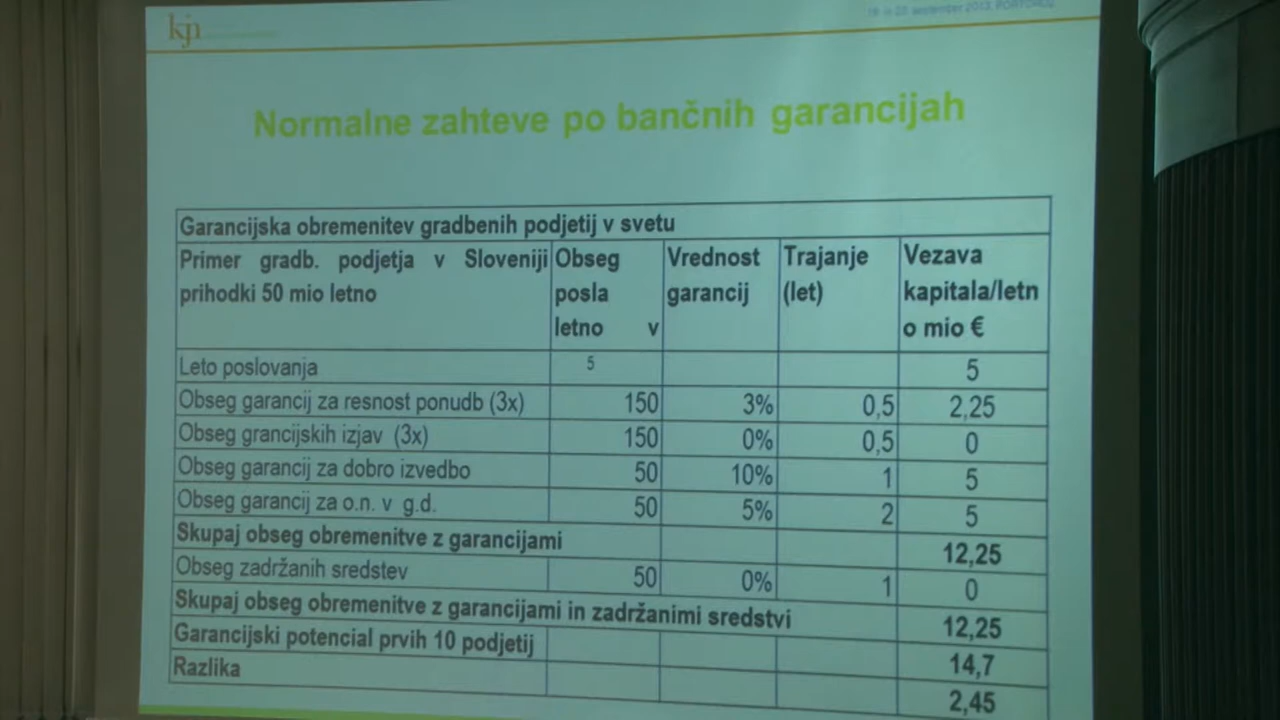 kjn
september 2013, PORTOROŽ
Normalne zahteve po bančnih garancijah
Garancijska obremenitev gradbenih podjetij v svetu
Primer gradb. podjetja v Sloveniji prihodki 50 mio letno | Obseg posla letno v | Vrednost garancij | Trajanje (let) | Vezava kapitala/letno mio €
Leto poslovanja 5 5
Obseg garancij za resnost ponudb (3x) 150 3% 0,5 2,25
Obseg grancijskih izjav (3x) 150 0% 0,5 0
Obseg garancij za dobro izvedbo 50 10% 1 5
Obseg garancij za o.n. v g.d. 50 5% 2 5
Skupaj obseg obremenitve z garancijami 12,25
Obseg zadržanih sredstev 50 0% 1 0
Skupaj obseg obremenitve z garancijami in zadržanimi sredstvi 12,25
Garancijski potencial prvih 10 podjetij 14,7
Razlika 2,45